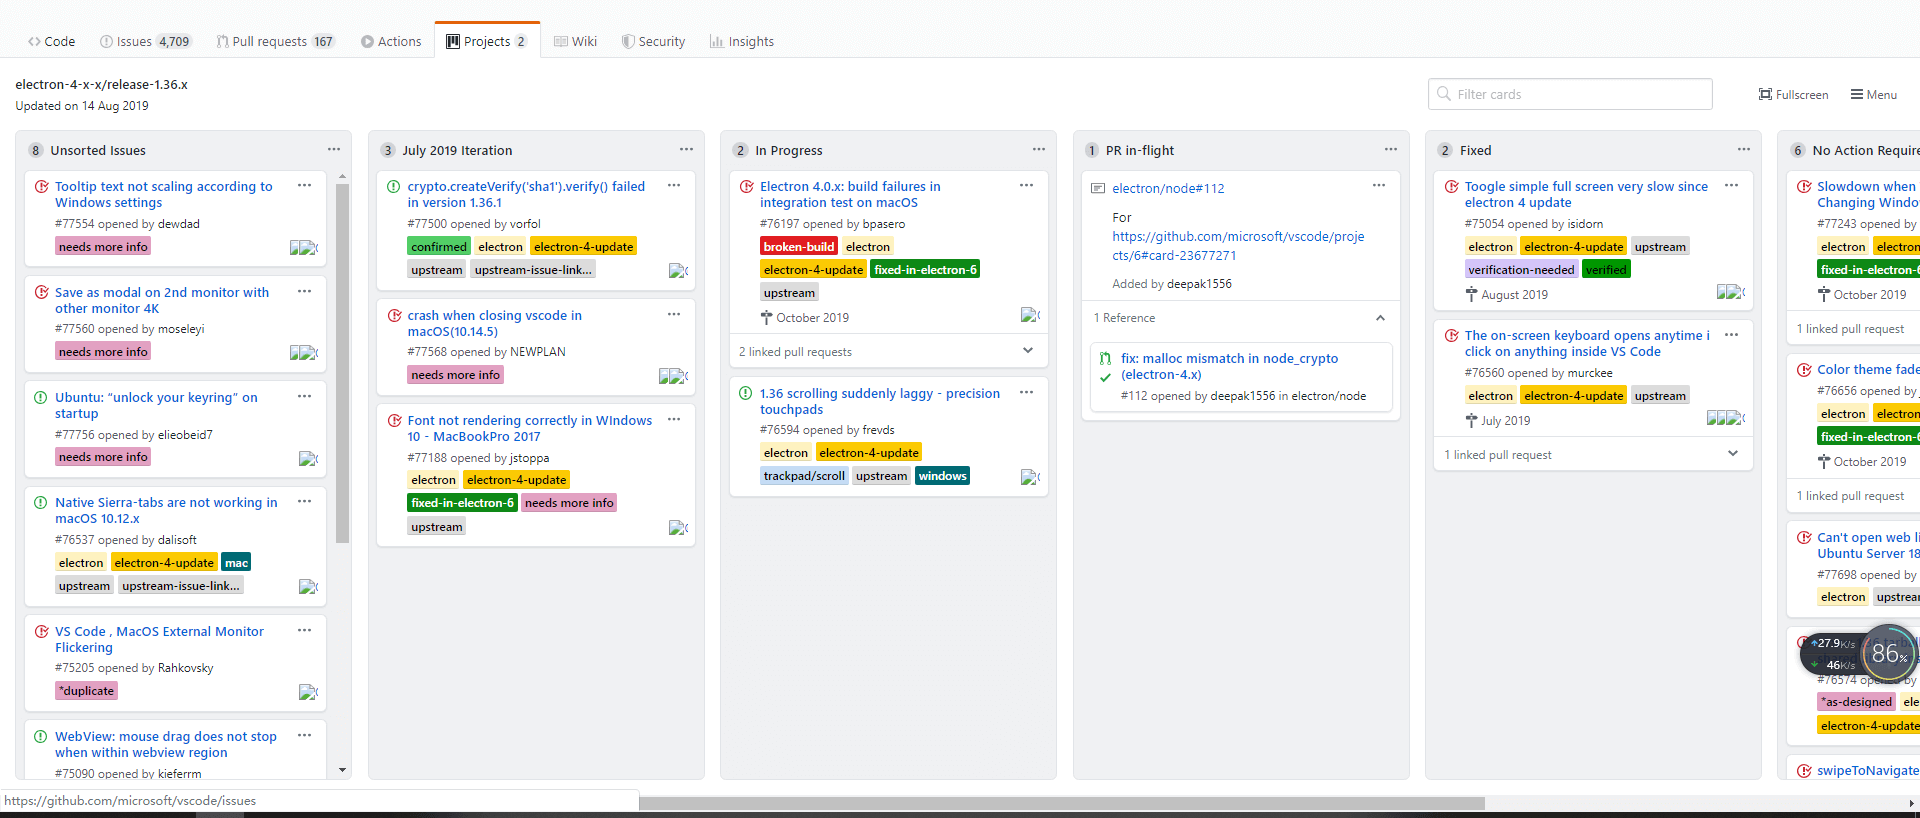 Code Issues 4,709 Pull requests 167 Actions Projects 2 Wiki Security Insights
electron-4-x-x/release-1.36.x
Updated on 14 Aug 2019
Filter cards
Fullscreen Menu
8 Unsorted Issues
Tooltip text not scaling according to
Windows settings
#77554 opened by dewdad
needs more info
Save as modal on 2nd monitor with
other monitor 4K
#77560 opened by moseleyi
needs more info
Ubuntu: “unlock your keyring” on
startup
#77756 opened by elieobeid7
needs more info
Native Sierra-tabs are not working in
macOS 10.12.x
#76537 opened by dalisoft
electron electron-4-update mac
upstream upstream-issue-link...
VS Code , MacOS External Monitor
Flickering
#75205 opened by Rahkovsky
*duplicate
WebView: mouse drag does not stop
when within webview region
#75090 opened by kieferrm
3 July 2019 Iteration
crypto.createVerify('sha1').verify() failed
in version 1.36.1
#77500 opened by vorfol
confirmed electron electron-4-update
upstream upstream-issue-link...
crash when closing vscode in
macOS(10.14.5)
#77568 opened by NEWPLAN
needs more info
Font not rendering correctly in WIndows
10 - MacBookPro 2017
#77188 opened by jstoppa
electron electron-4-update
fixed-in-electron-6 needs more info
upstream
2 In Progress
Electron 4.0.x: build failures in
integration test on macOS
#76197 opened by bpasero
broken-build electron
electron-4-update fixed-in-electron-6
upstream
October 2019
2 linked pull requests
1.36 scrolling suddenly laggy - precision
touchpads
#76594 opened by frevds
electron electron-4-update
trackpad/scroll upstream windows
1 PR in-flight
electron/node#112
For
https://github.com/microsoft/vscode/proje
cts/6#card-23677271
Added by deepak1556
1 Reference
fix: malloc mismatch in node_crypto
(electron-4.x)
#112 opened by deepak1556 in electron/node
2 Fixed
Toogle simple full screen very slow since
electron 4 update
#75054 opened by isidorn
electron electron-4-update upstream
verification-needed verified
August 2019
The on-screen keyboard opens anytime i
click on anything inside VS Code
#76560 opened by murckee
electron electron-4-update upstream
July 2019
1 linked pull request
6 No Action Require
Slowdown when
Changing Windo
#77243 opened by
electron electron
fixed-in-electron-6
October 2019
1 linked pull request
Color theme fade
#76656 opened by
electron electron
fixed-in-electron-6
October 2019
1 linked pull request
Can't open web li
Ubuntu Server 18
#77698 opened by
electron upstrea
#76574 opened by
*as-designed ele
electron-4-update
swipeToNavigate
27.9K/s
46K/s
86%
https://github.com/microsoft/vscode/issues